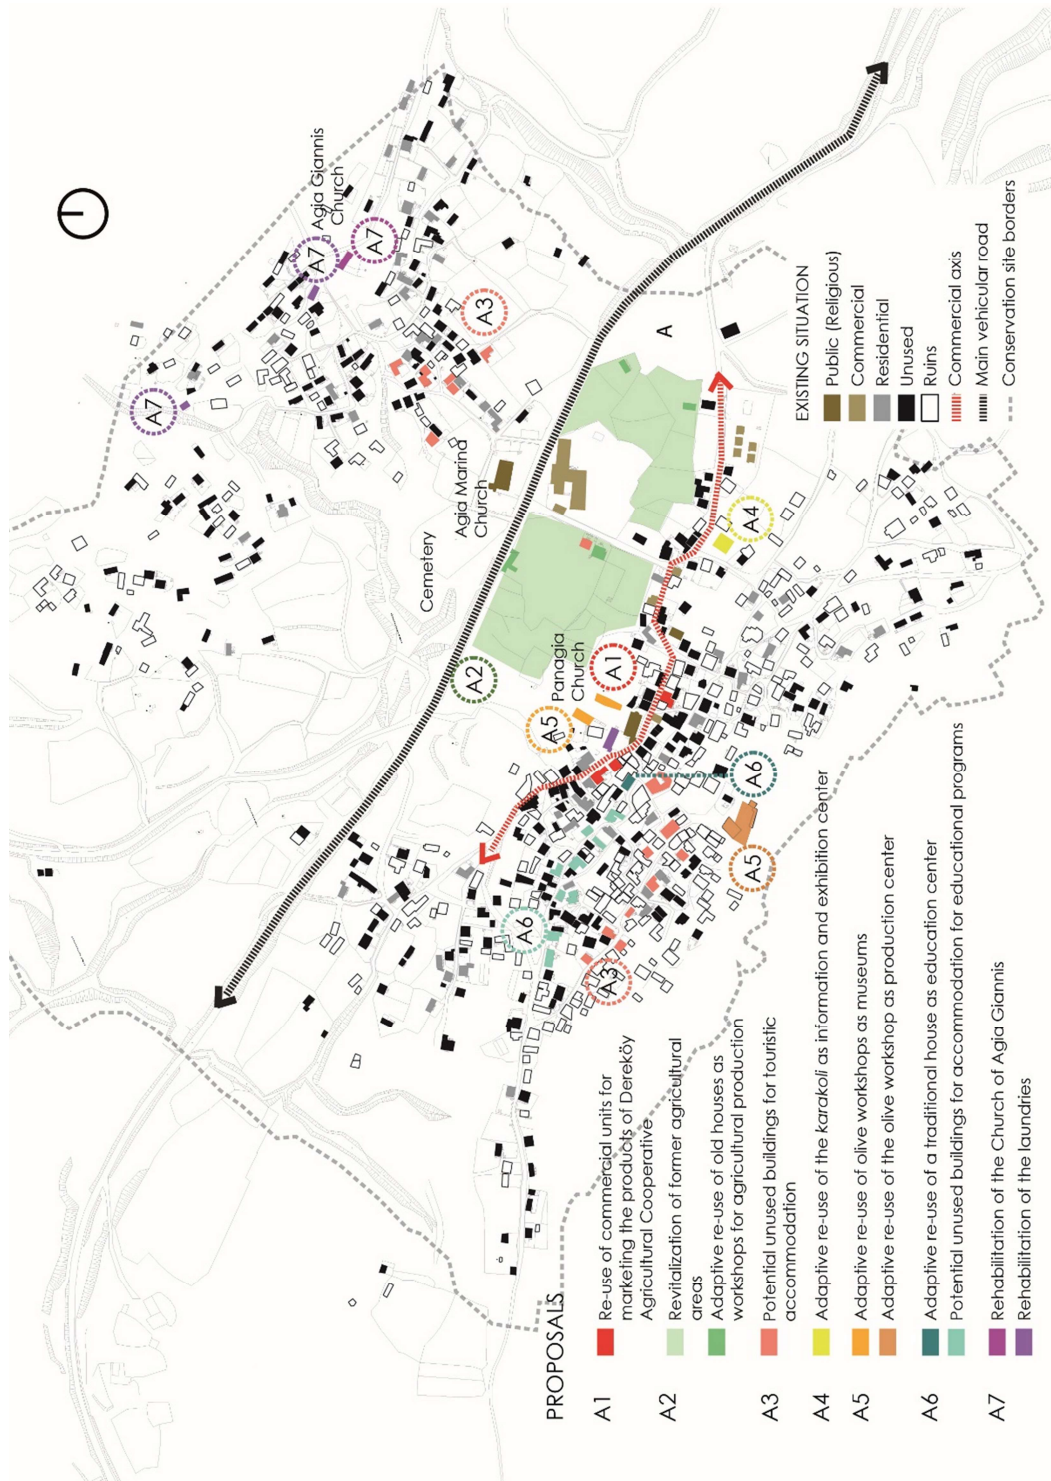 Agia Giannis
Church
A7
A7
A7
A3
Agia Marina
Church
Cemetery
A2
Panagia
Church
A5
A1
A4
A
A6
A6
A5
A3
EXISTING SITUATION
Public (Religious)
Commercial
Residential
Unused
Ruins
Commercial axis
Main vehicular road
Conservation site borders
PROPOSALS
A1
Re-use of commercial units for
marketing the products of Dereköy
Agricultural Cooperative
A2
Revitalization of former agricultural
areas
Adaptive re-use of old houses as
workshops for agricultural production
A3
Potential unused buildings for touristic
accommodation
A4
Adaptive re-use of the karakoli as information and exhibition center
A5
Adaptive re-use of olive workshops as museums
Adaptive re-use of the olive workshop as production center
A6
Adaptive re-use of a traditional house as education center
Potential unused buildings for accommodation for educational programs
A7
Rehabilitation of the Church of Agia Giannis
Rehabilitation of the laundries